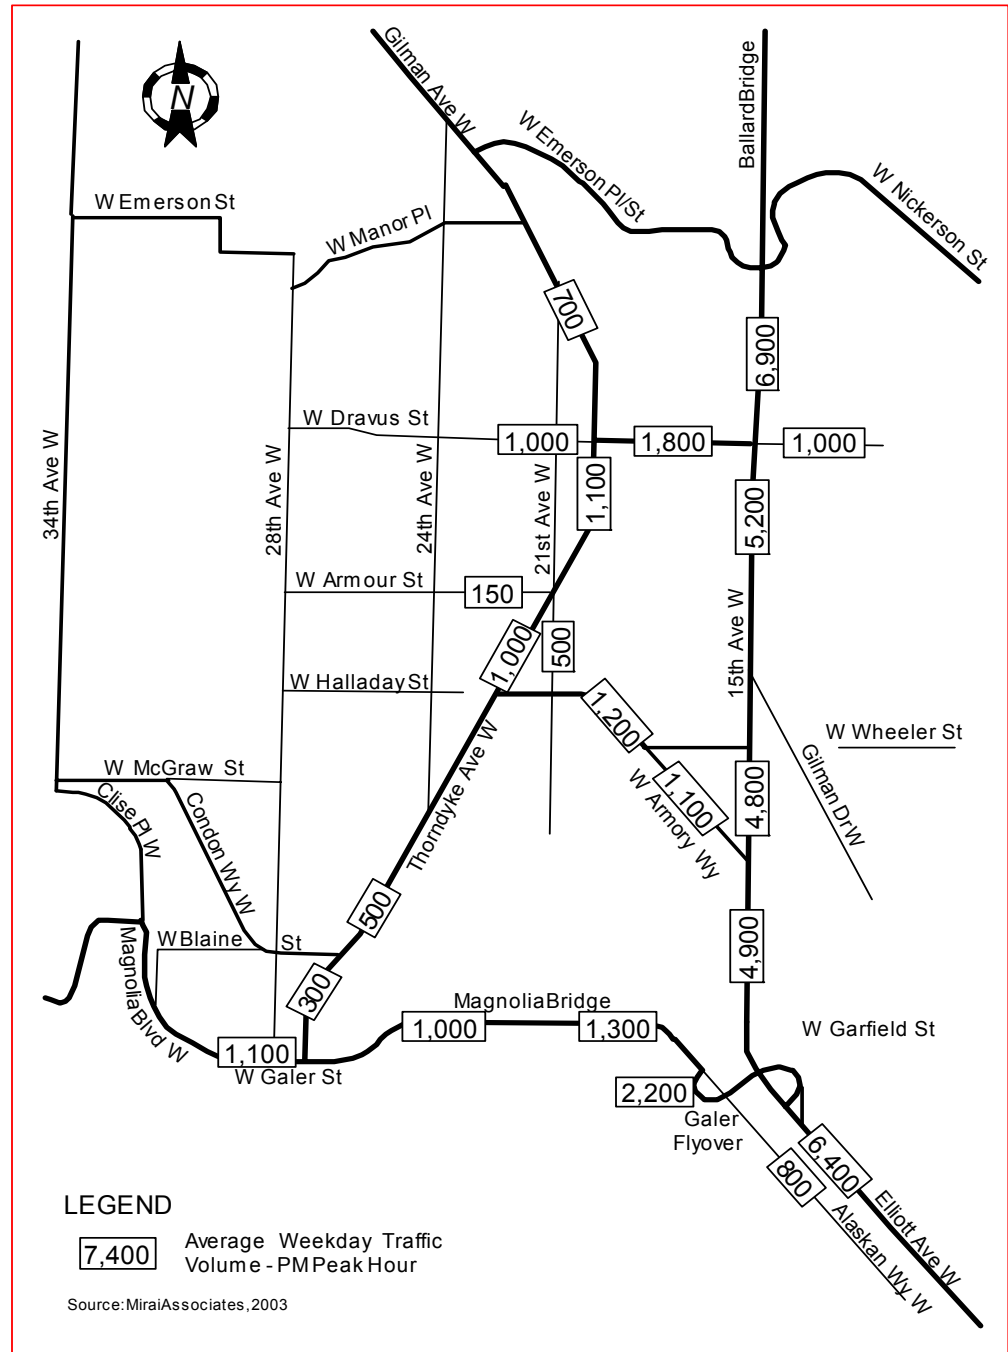 Gilman Ave W
Ballard Bridge
N
W Emerson Pl/St
W Nickerson St
W Emerson St
W Manor Pl
700
6,900
W Dravus St
1,000
1,800
1,000
34th Ave W
28th Ave W
24th Ave W
21st Ave W
1,100
5,200
W Armour St
150
1,000
500
15th Ave W
W Halladay St
1,200
W Wheeler St
W McGraw St
Thorndyke Ave W
1,100
4,800
Gilman Dr W
Clise Pl W
Condon Wy W
W Armory Wy
500
4,900
W Blaine St
Magnolia Blvd W
300
Magnolia Bridge
1,000
1,300
W Garfield St
1,100
W Galer St
2,200
Galer
Flyover
6,400
800
Elliott Ave W
Alaskan Wy W
LEGEND
7,400
Average Weekday Traffic
Volume - PM Peak Hour
Source: Mirai Associates, 2003